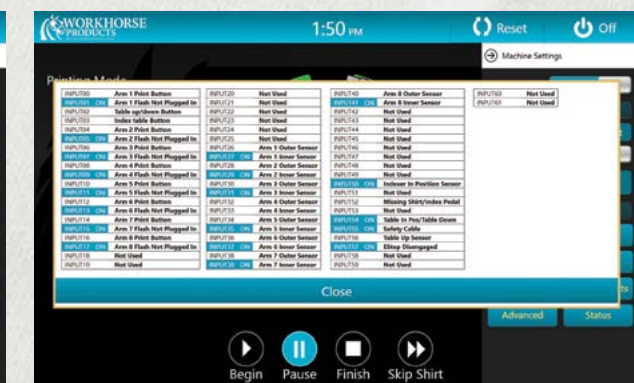 WORKHORSE
PRODUCTS
1:50 PM
Reset
Off
Machine Settings
Printing Mode
INPUT00 Arm 1 Print Button
INPUT01 ON Arm 1 Flash Not Plugged In
INPUT02 Table up/down Button
INPUT03 Index table Button
INPUT04 Arm 2 Print Button
INPUT05 ON Arm 2 Flash Not Plugged In
INPUT06 Arm 3 Print Button
INPUT07 ON Arm 3 Flash Not Plugged In
INPUT08 Arm 4 Print Button
INPUT09 ON Arm 4 Flash Not Plugged In
INPUT10 Arm 5 Print Button
INPUT11 ON Arm 5 Flash Not Plugged In
INPUT12 Arm 6 Print Button
INPUT13 ON Arm 6 Flash Not Plugged In
INPUT14 Arm 7 Print Button
INPUT15 ON Arm 7 Flash Not Plugged In
INPUT16 Arm 8 Print Button
INPUT17 ON Arm 8 Flash Not Plugged In
INPUT18 Not Used
INPUT19 Not Used
INPUT20 Not Used
INPUT21 Not Used
INPUT22 Not Used
INPUT23 Not Used
INPUT24 Not Used
INPUT25 Not Used
INPUT26 Arm 1 Outer Sensor
INPUT27 ON Arm 1 Inner Sensor
INPUT28 Arm 2 Outer Sensor
INPUT29 ON Arm 2 Inner Sensor
INPUT30 Arm 3 Outer Sensor
INPUT31 ON Arm 3 Inner Sensor
INPUT32 Arm 4 Outer Sensor
INPUT33 Arm 4 Inner Sensor
INPUT34 Arm 5 Outer Sensor
INPUT35 ON Arm 5 Inner Sensor
INPUT36 Arm 6 Outer Sensor
INPUT37 ON Arm 6 Inner Sensor
INPUT38 Arm 7 Outer Sensor
INPUT39 ON Arm 7 Inner Sensor
INPUT40 Arm 8 Outer Sensor
INPUT41 ON Arm 8 Inner Sensor
INPUT42 Not Used
INPUT43 Not Used
INPUT44 Not Used
INPUT45 Not Used
INPUT46 Not Used
INPUT47 Not Used
INPUT48 Not Used
INPUT49 Not Used
INPUT50 ON Indexer In Position Sensor
INPUT51 Not Used
INPUT52 Missing Shirt/index Pedal
INPUT53 Not Used
INPUT54 ON Table In Pos/Table Down
INPUT55 ON Safety Cable
INPUT56 Table Up Sensor
INPUT57 ON EStop Disengaged
INPUT58 Not Used
INPUT59 Not Used
INPUT60 Not Used
INPUT61 Not Used
Close
ts
Advanced
Status
Begin
Pause
Finish
Skip Shirt